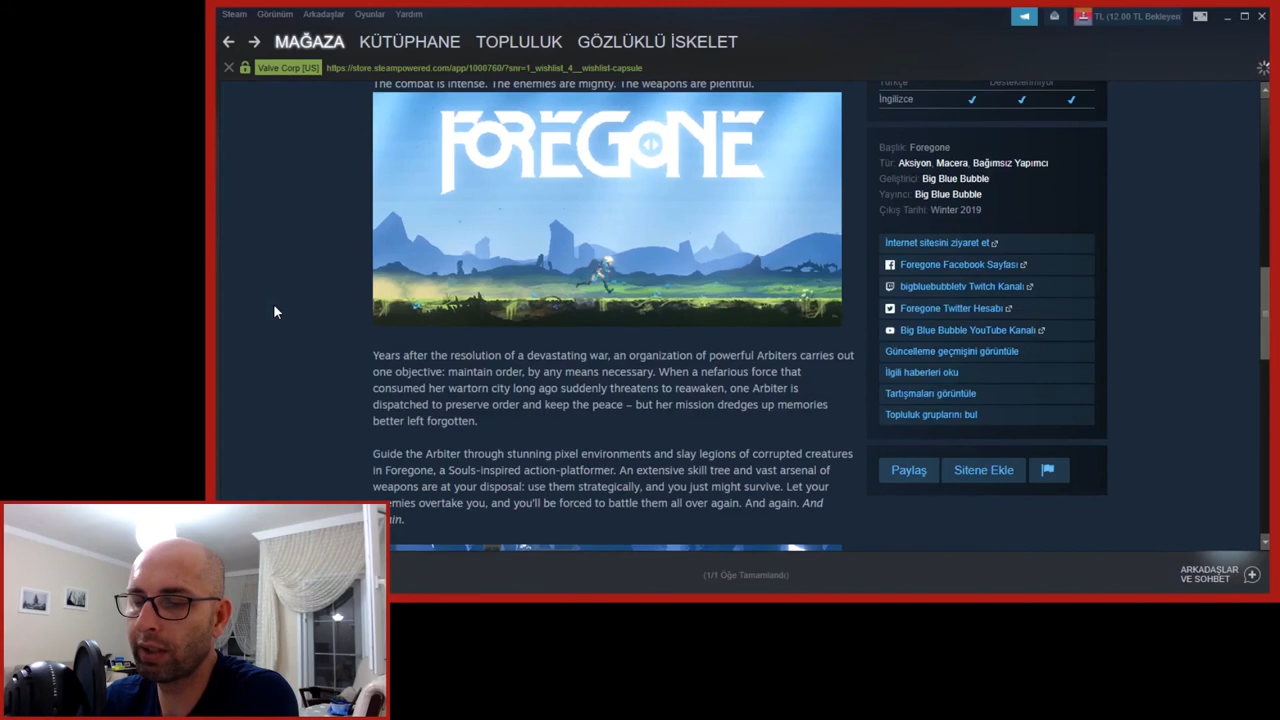 Steam Görünüm Arkadaşlar Oyunlar Yardım
TL (12.00 TL Bekleyen
MAĞAZA KÜTÜPHANE TOPLULUK GÖZLÜKLÜ İSKELET
Valve Corp [US] https://store.steampowered.com/app/1000760/?snr=1_wishlist_4__wishlist-capsule
The combat is intense. The enemies are mighty. The weapons are plentiful.
FOREGONE
Years after the resolution of a devastating war, an organization of powerful Arbiters carries out
one objective: maintain order, by any means necessary. When a nefarious force that
consumed her wartorn city long ago suddenly threatens to reawaken, one Arbiter is
dispatched to preserve order and keep the peace – but her mission dredges up memories
better left forgotten.
Guide the Arbiter through stunning pixel environments and slay legions of corrupted creatures
in Foregone, a Souls-inspired action-platformer. An extensive skill tree and vast arsenal of
weapons are at your disposal: use them strategically, and you just might survive. Let your
emies overtake you, and you'll be forced to battle them all over again. And again. And
ain.
Türkçe Desteklenmiyor
İngilizce
Başlık: Foregone
Tür: Aksiyon, Macera, Bağımsız Yapımcı
Geliştirici: Big Blue Bubble
Yayıncı: Big Blue Bubble
Çıkış Tarihi: Winter 2019
İnternet sitesini ziyaret et
Foregone Facebook Sayfası
bigbluebubbletv Twitch Kanalı
Foregone Twitter Hesabı
Big Blue Bubble YouTube Kanalı
Güncelleme geçmişini görüntüle
İlgili haberleri oku
Tartışmaları görüntüle
Topluluk gruplarını bul
Paylaş Sitene Ekle
(1/1 Öğe Tamamlandı)
ARKADAŞLAR
VE SOHBET